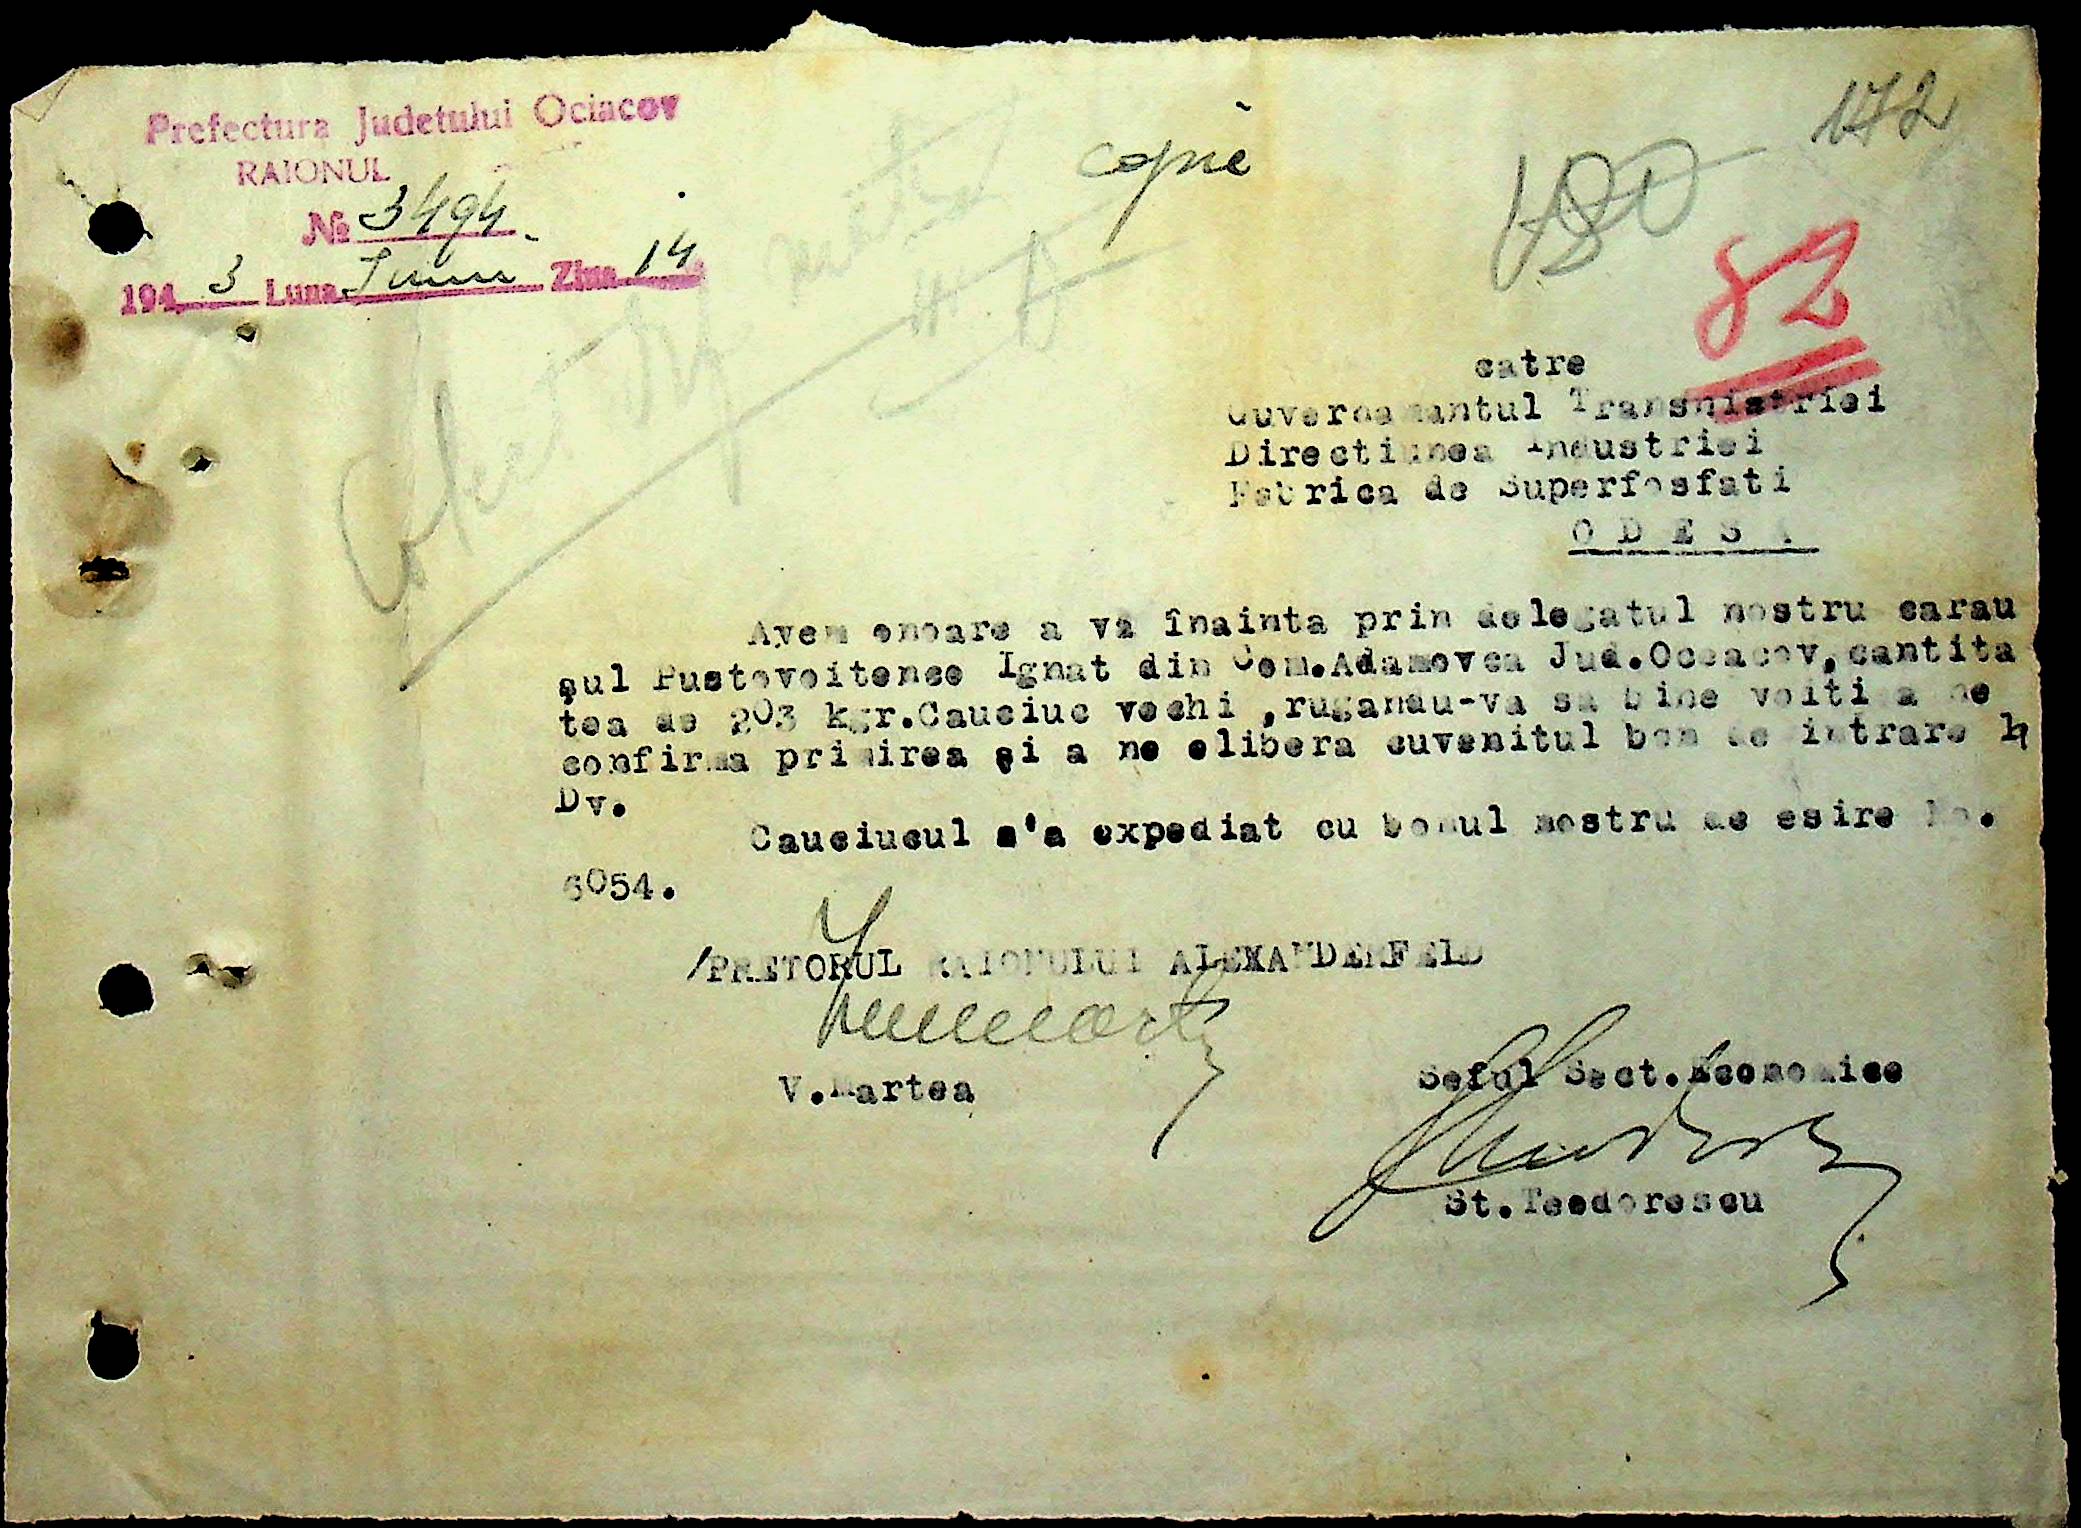 Prefectura Judetului Ociacov
RAIONUL
№ 3494
194 3 Luna Iunie Ziua 14
copie
172
180
82
catre
Guvernamantul Transnistriei
Directiunea Industriei
Fabrica de Superfosfati
O D E S A
Avem onoare a vă înainta prin delegatul nostru carau
şul Pustovoitenco Ignat din Com.Adamovca Jud.Oceacov,cantita
tea de 203 kgr.Cauciuc vechi ,rugandu-va sa bine voiti a ne
confirma primirea şi a ne elibera cuvenitul bon de intrare
Dv.
Cauciucul s'a expediat cu bonul nostru de esire No.
6054.
/PRETORUL RAIONULUI ALEXANDENFELD
V.Martea
Seful Sect.Economice
St.Teodorescu